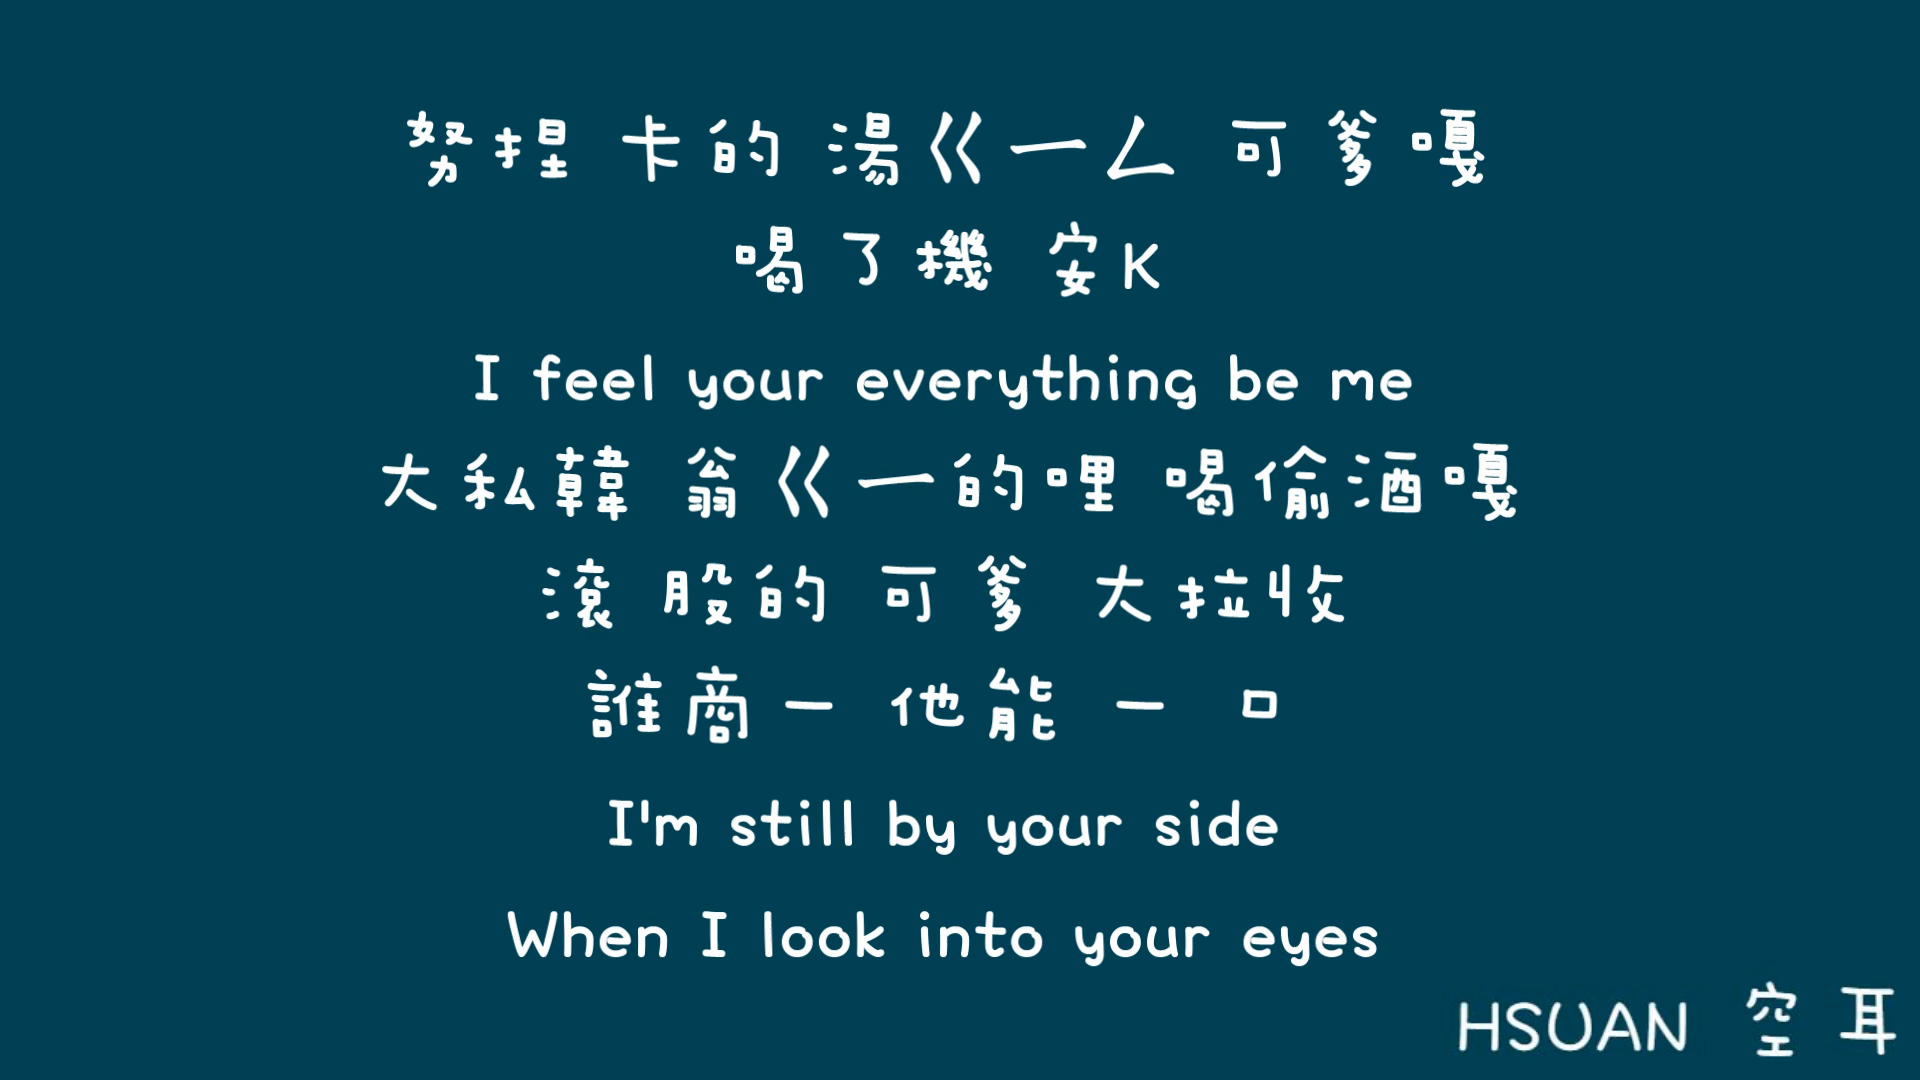 努捏 卡的 湯ㄍㄧㄥ 可爹嘎
喝了機 安K
I feel your everything be me
大私韓 翁ㄍㄧ的哩 喝偷酒嘎
滾 股的 可爹 大拉收
誰商ㄧ 他能ㄧ ㄇ
I'm still by your side
When I look into your eyes
HSUAN 空耳